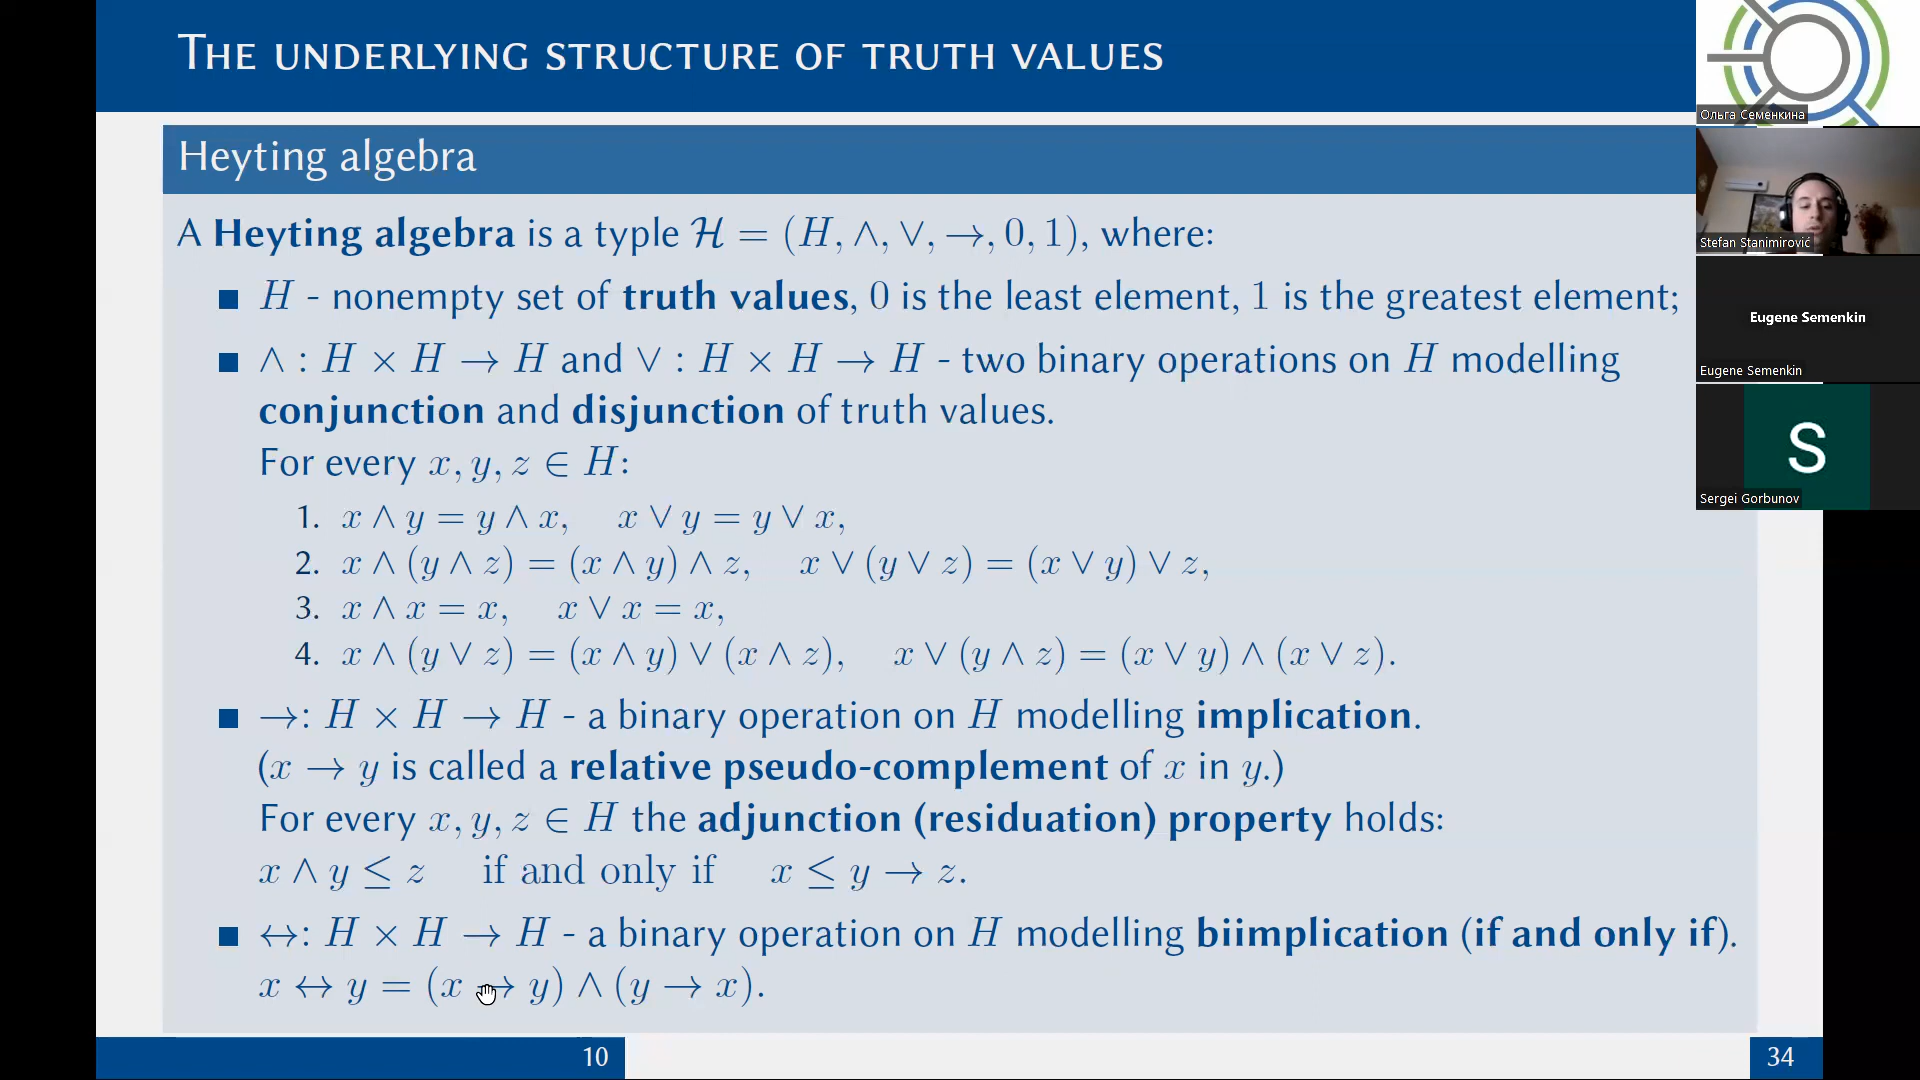 THE UNDERLYING STRUCTURE OF TRUTH VALUES
Heyting algebra
A Heyting algebra is a typle ℋ = (H, ∧, ∨, →, 0, 1), where:
H - nonempty set of truth values, 0 is the least element, 1 is the greatest element;
∧ : H × H → H and ∨ : H × H → H - two binary operations on H modelling
conjunction and disjunction of truth values.
For every x, y, z ∈ H:
1. x ∧ y = y ∧ x, x ∨ y = y ∨ x,
2. x ∧ (y ∧ z) = (x ∧ y) ∧ z, x ∨ (y ∨ z) = (x ∨ y) ∨ z,
3. x ∧ x = x, x ∨ x = x,
4. x ∧ (y ∨ z) = (x ∧ y) ∨ (x ∧ z), x ∨ (y ∧ z) = (x ∨ y) ∧ (x ∨ z).
→: H × H → H - a binary operation on H modelling implication.
(x → y is called a relative pseudo-complement of x in y.)
For every x, y, z ∈ H the adjunction (residuation) property holds:
x ∧ y ≤ z if and only if x ≤ y → z.
↔: H × H → H - a binary operation on H modelling biimplication (if and only if).
x ↔ y = (x → y) ∧ (y → x).
10
34
Ольга Семенкина
Stefan Stanimirović
Eugene Semenkin
Eugene Semenkin
S
Sergei Gorbunov